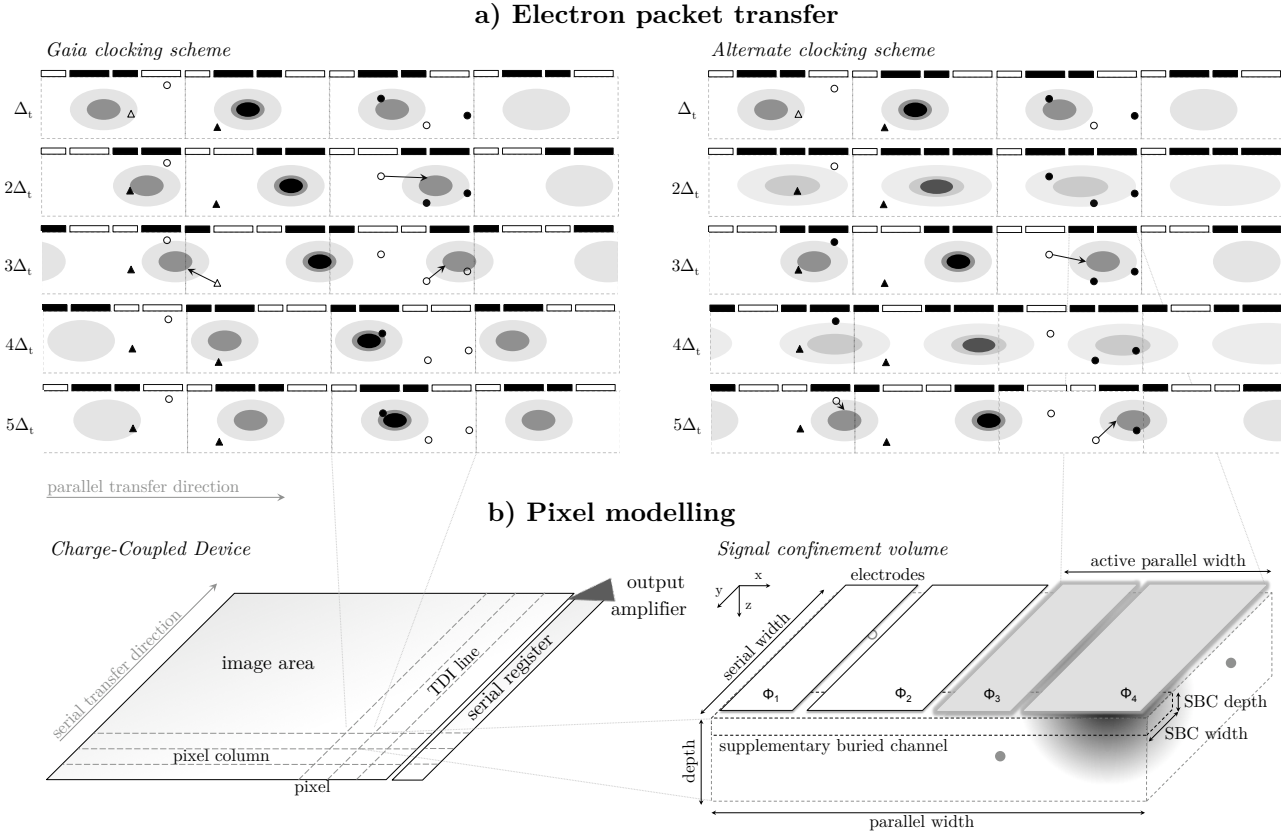 a) Electron packet transfer
Gaia clocking scheme
Alternate clocking scheme
Δt
2Δt
3Δt
4Δt
5Δt
Δt
2Δt
3Δt
4Δt
5Δt
parallel transfer direction
b) Pixel modelling
Charge-Coupled Device
Signal confinement volume
serial transfer direction
image area
TDI line
serial register
output
amplifier
pixel column
pixel
x
y
z
electrodes
active parallel width
serial width
Φ1
Φ2
Φ3
Φ4
SBC depth
SBC width
supplementary buried channel
depth
parallel width